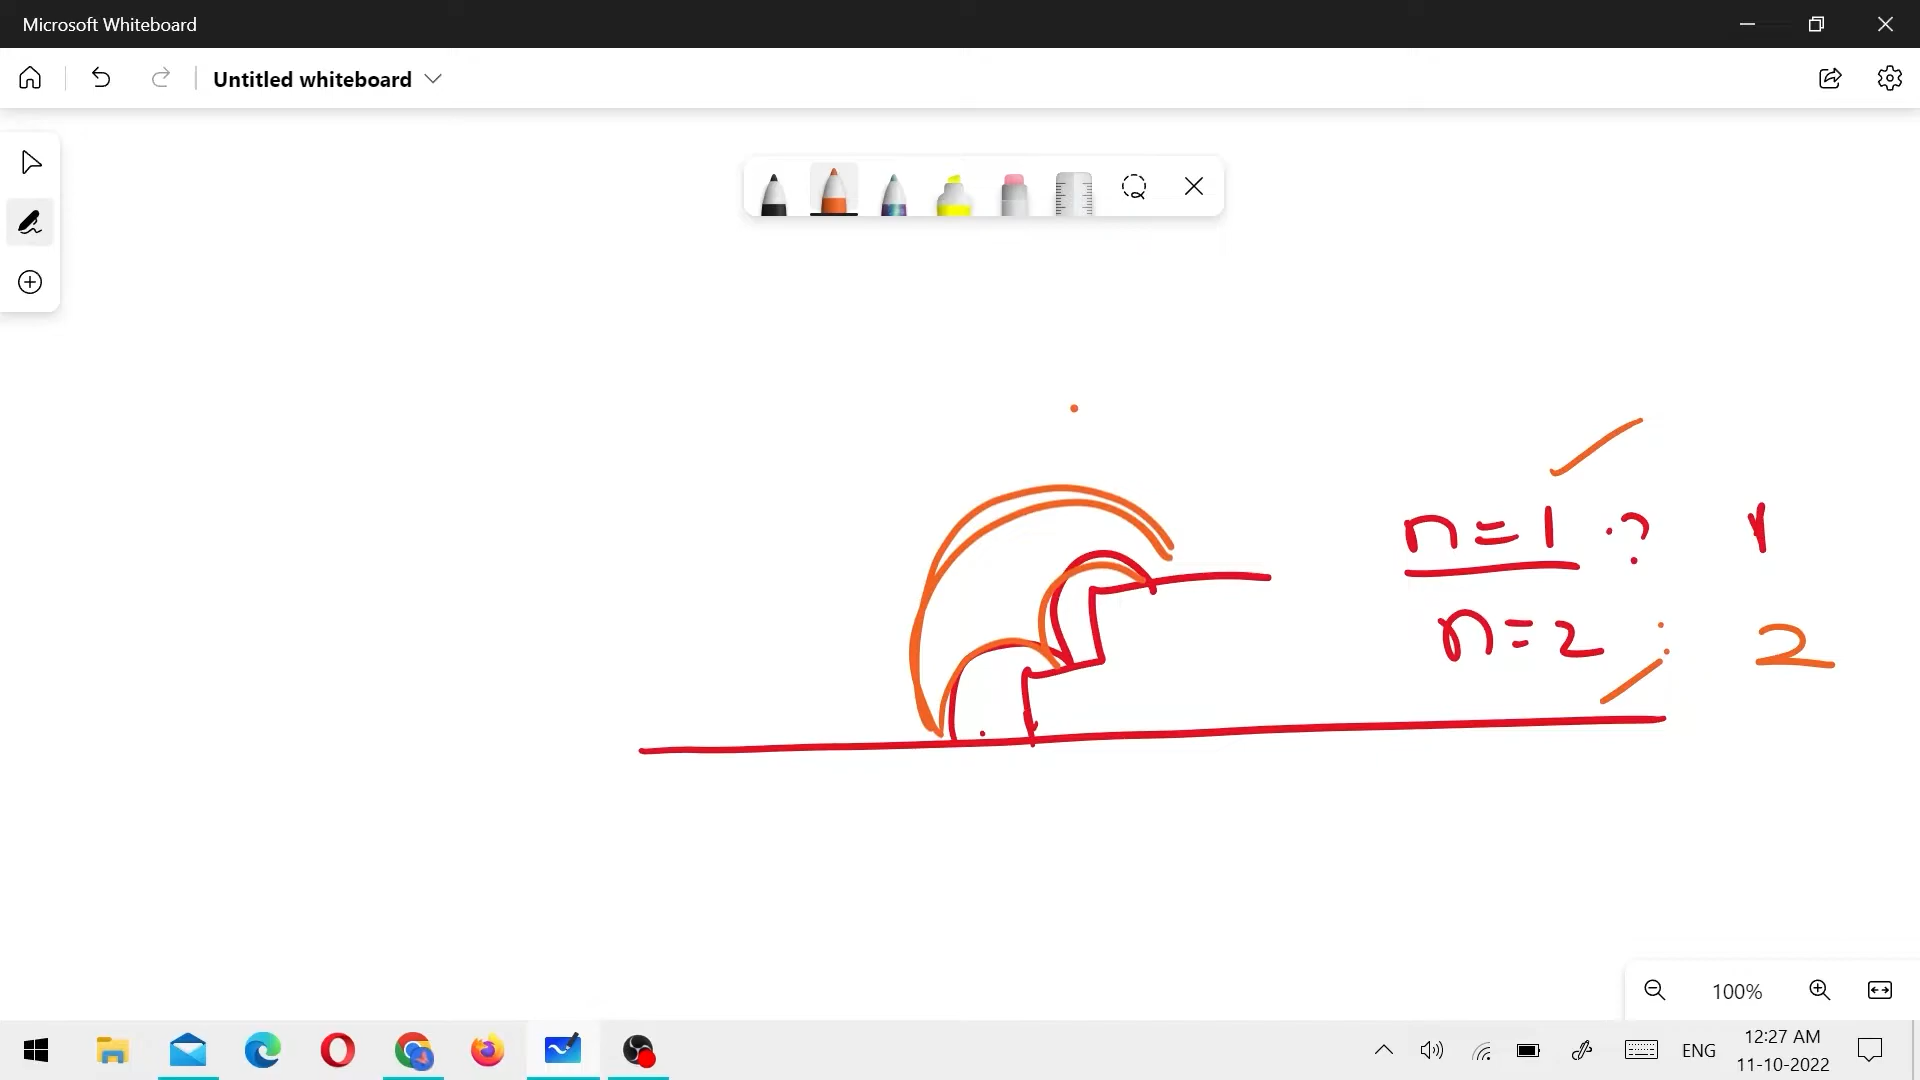 Microsoft Whiteboard
Untitled whiteboard
n=1 ? 1
n=2 : 2
100%
ENG
12:27 AM
11-10-2022